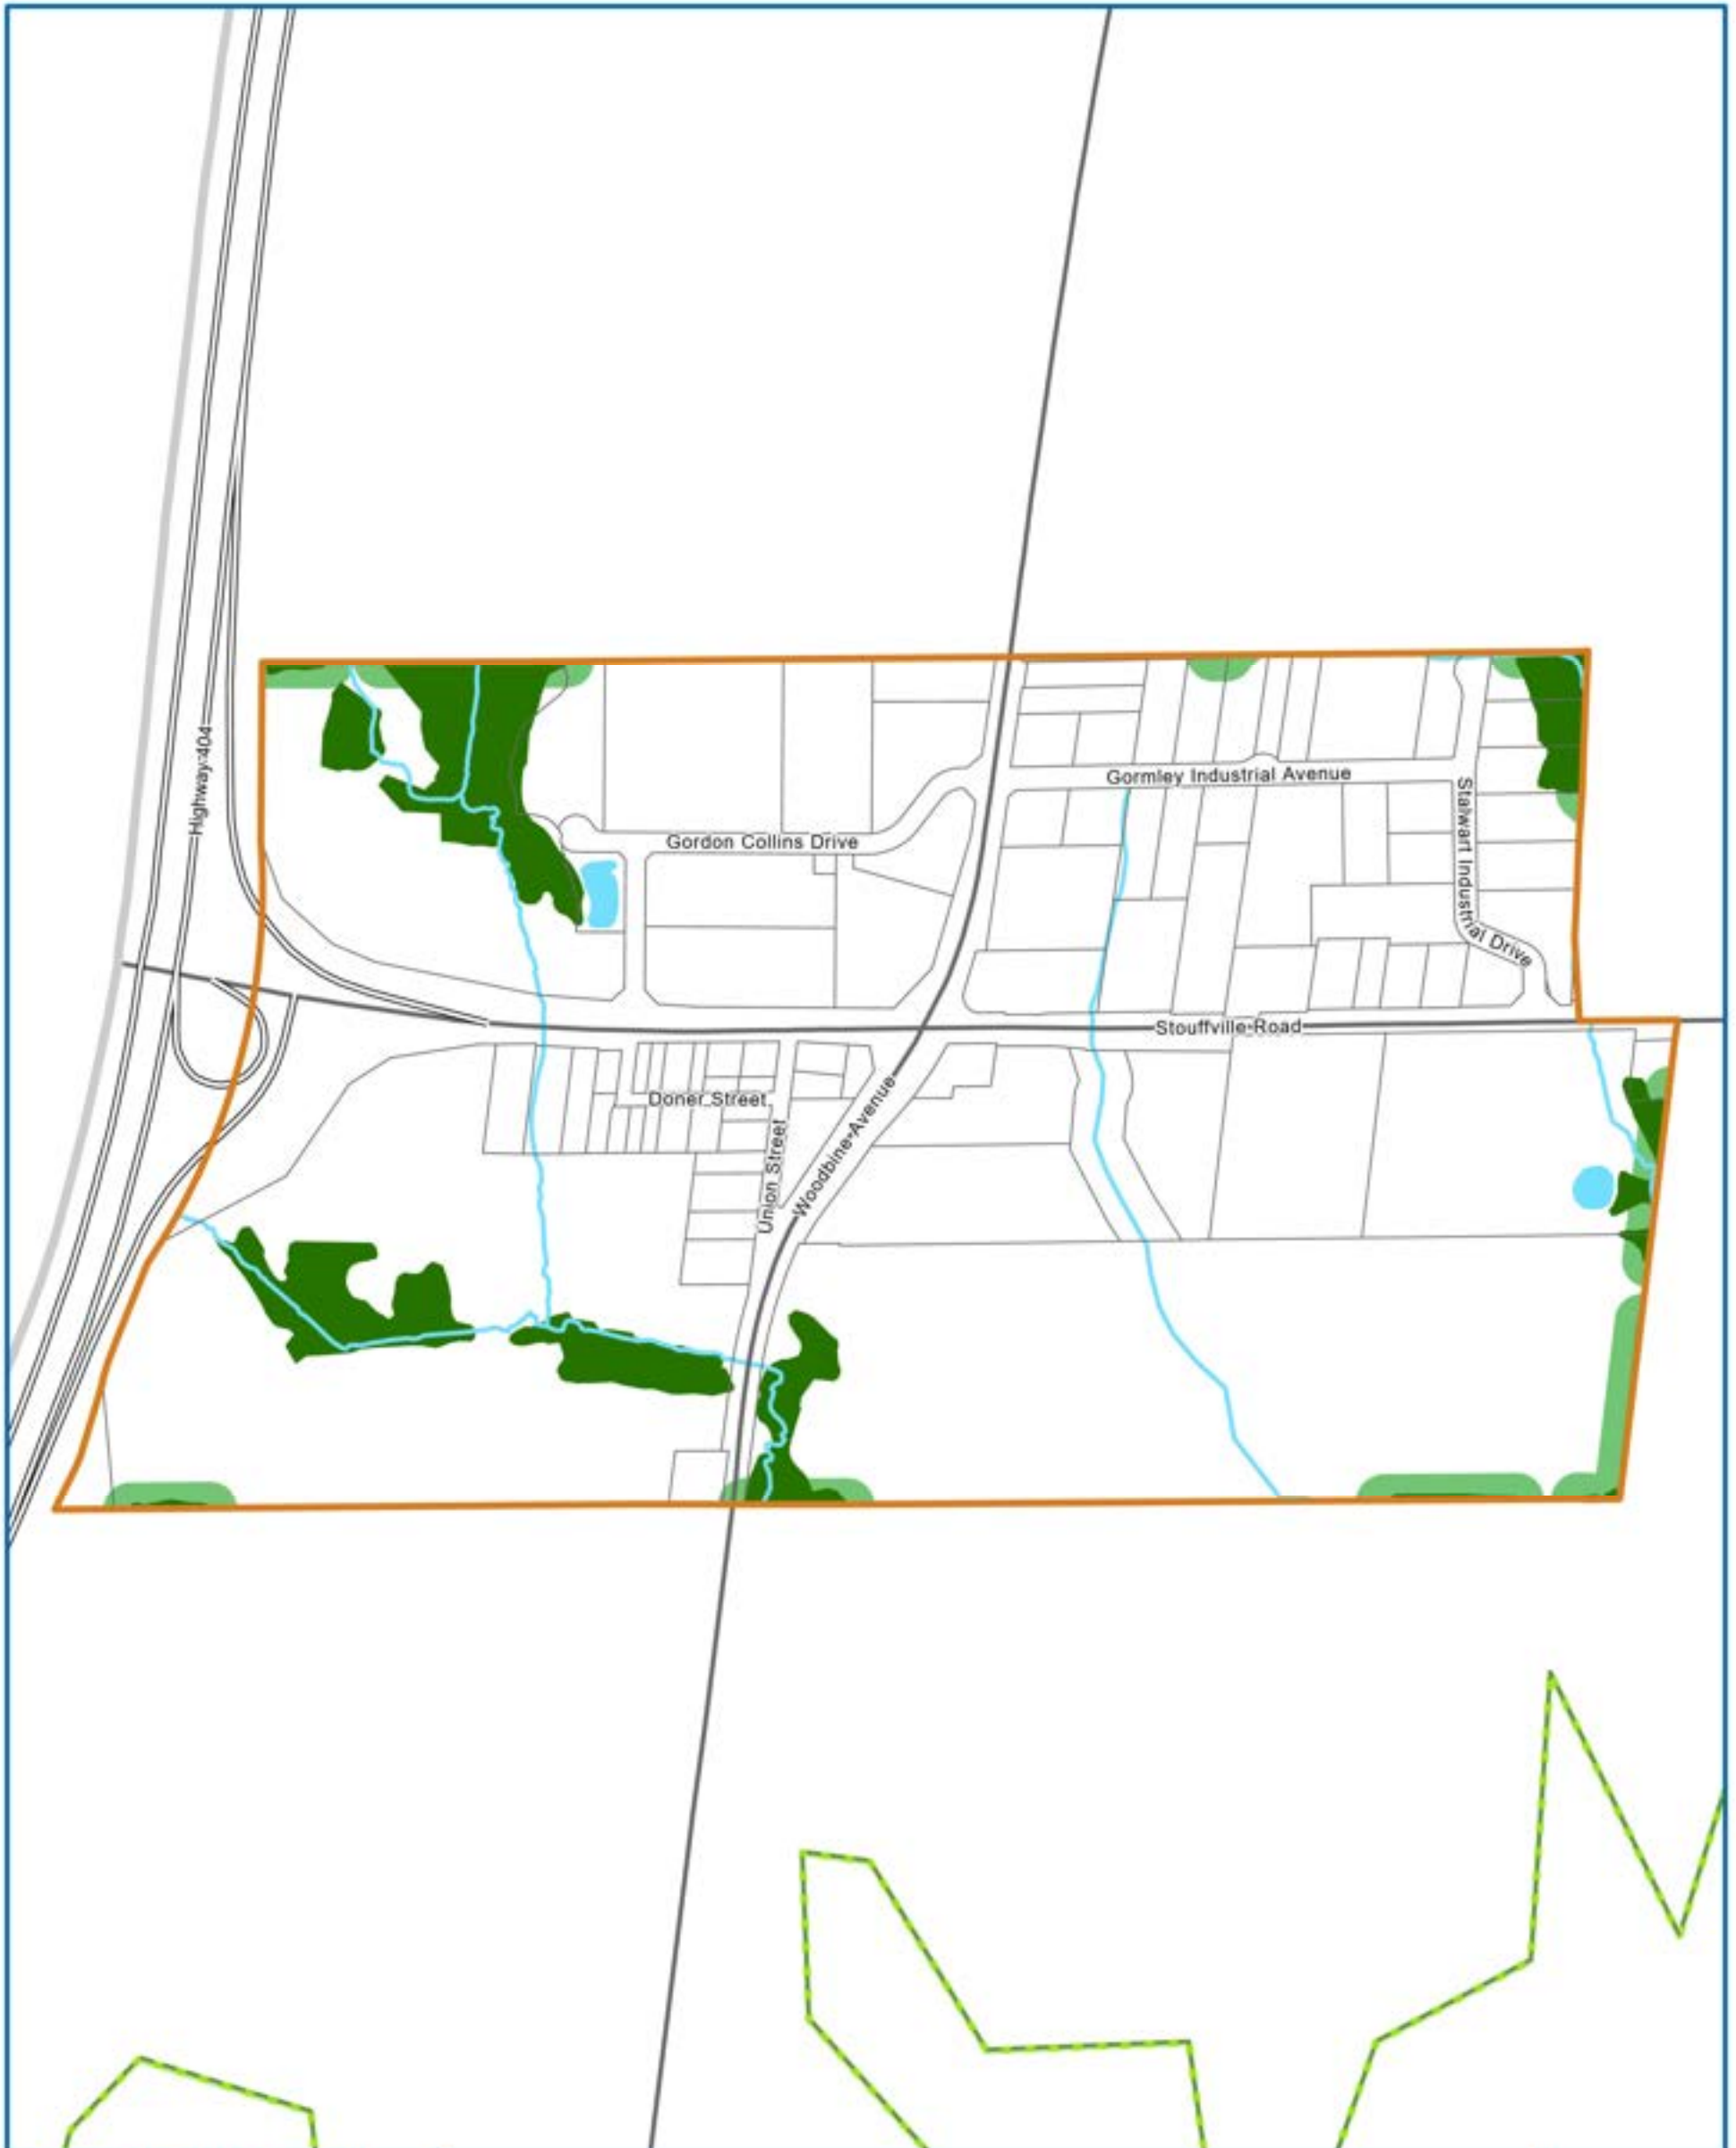 Highway 404
Gormley Industrial Avenue
Gordon Collins Drive
Stalwart Industrial Drive
Stouffville Road
Doner Street
Union Street
Woodbine Avenue